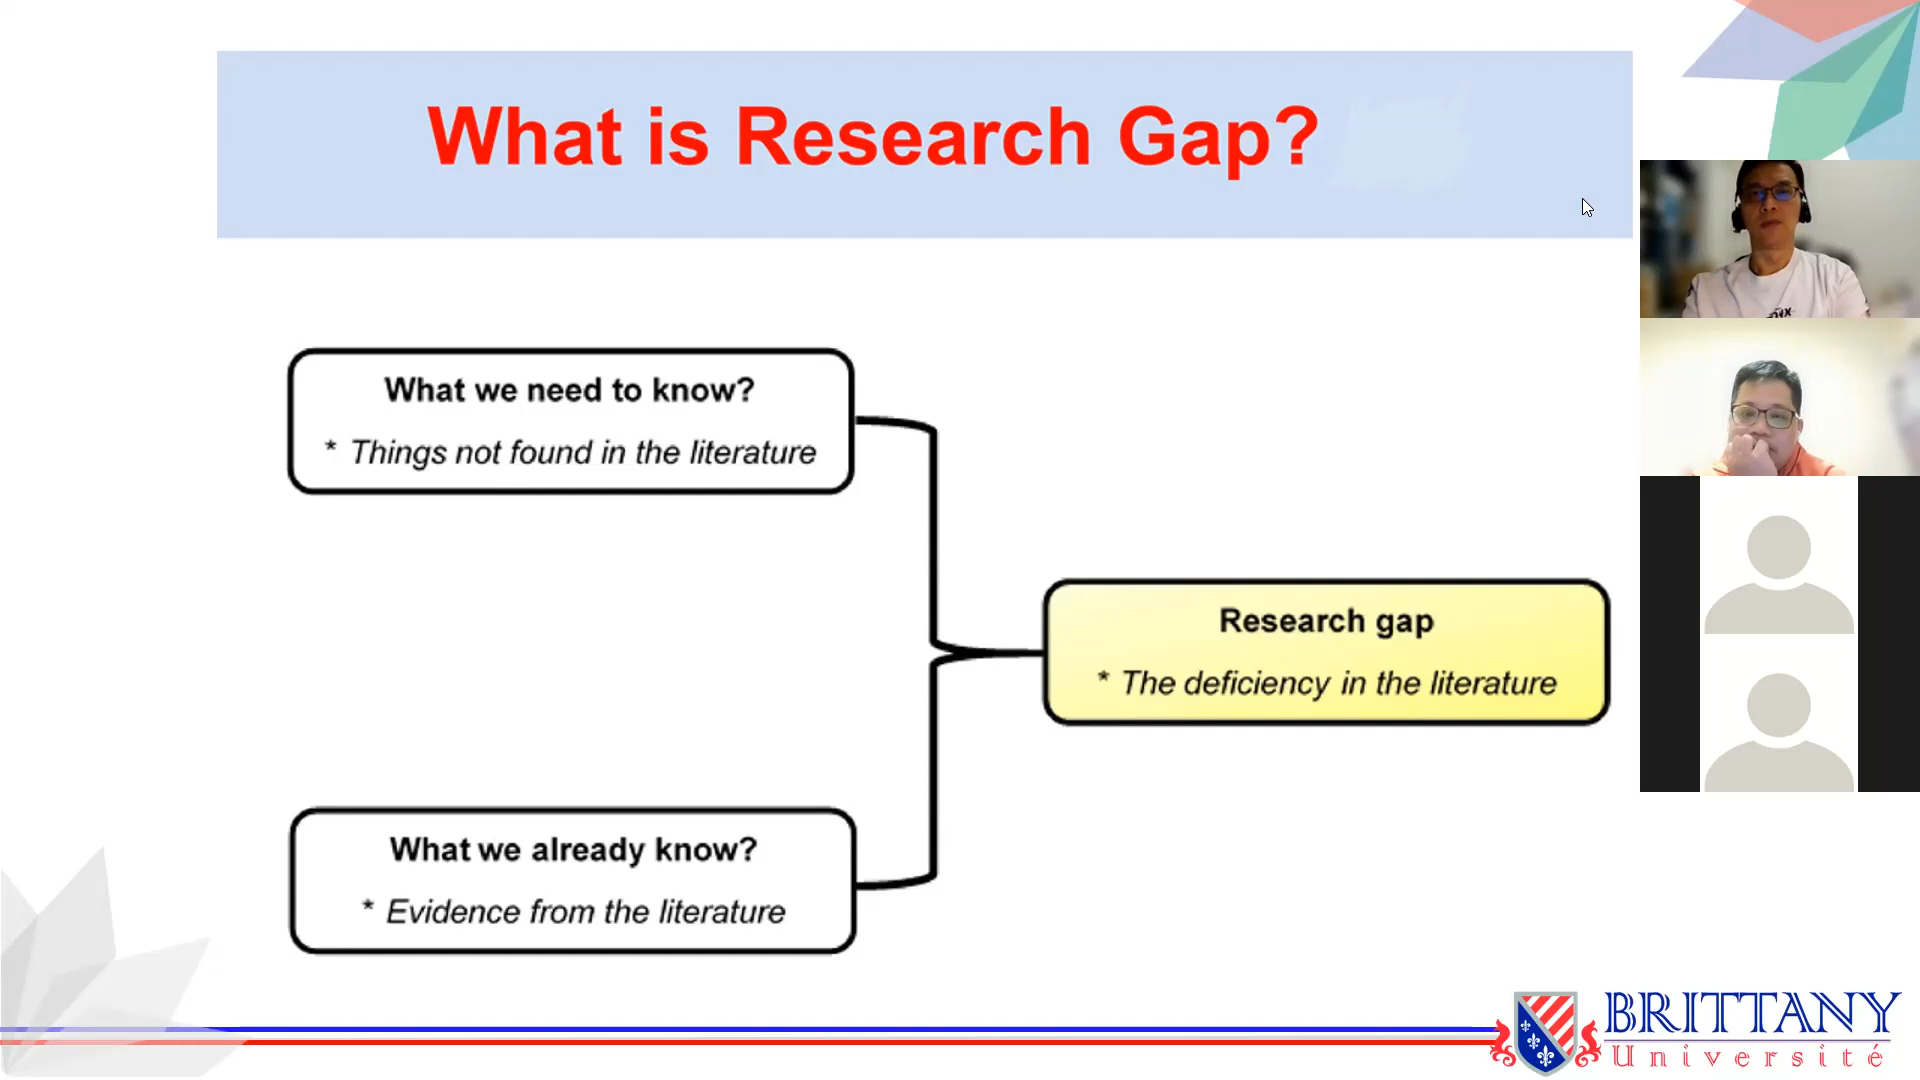 What is Research Gap?
What we need to know?
* Things not found in the literature
Research gap
* The deficiency in the literature
What we already know?
* Evidence from the literature
BRITTANY
Université